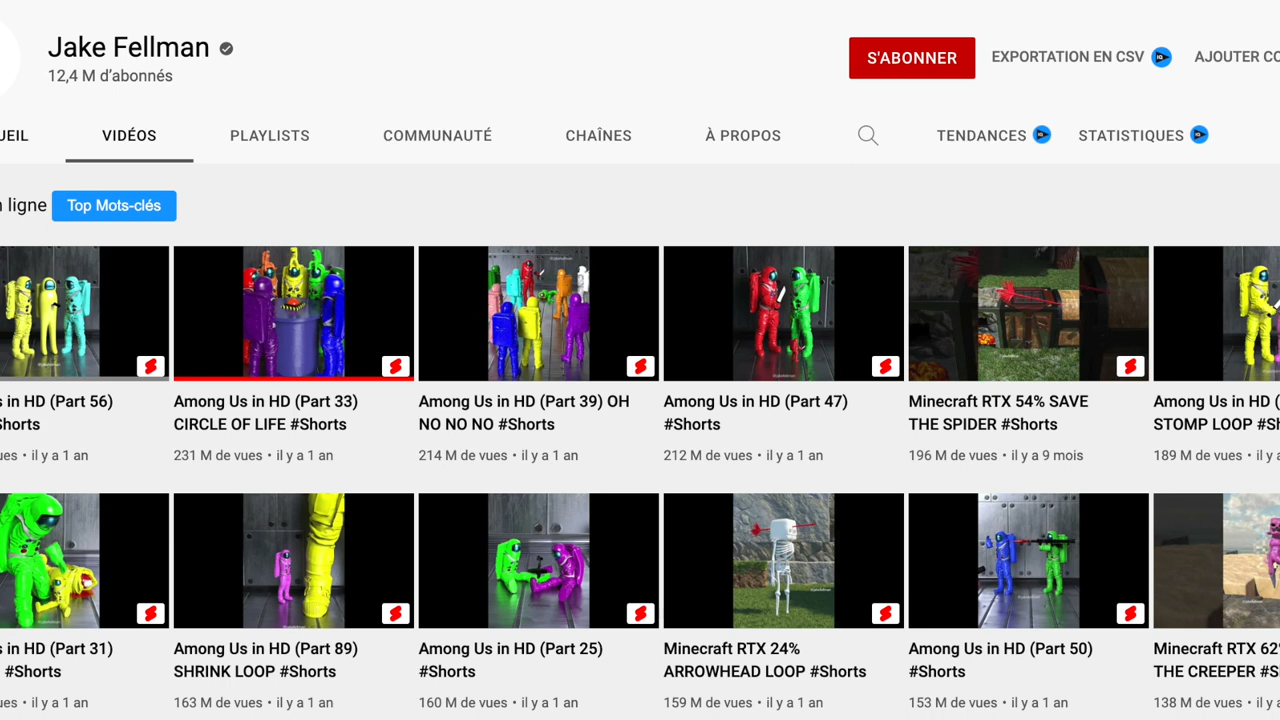 Jake Fellman
12,4 M d'abonnés
S'ABONNER
EXPORTATION EN CSV
AJOUTER CO
UEIL
VIDÉOS
PLAYLISTS
COMMUNAUTÉ
CHAÎNES
À PROPOS
TENDANCES
STATISTIQUES
n ligne
Top Mots-clés
s in HD (Part 56)
Shorts
ues • il y a 1 an
Among Us in HD (Part 33)
CIRCLE OF LIFE #Shorts
231 M de vues • il y a 1 an
Among Us in HD (Part 39) OH
NO NO NO #Shorts
214 M de vues • il y a 1 an
Among Us in HD (Part 47)
#Shorts
212 M de vues • il y a 1 an
Minecraft RTX 54% SAVE
THE SPIDER #Shorts
196 M de vues • il y a 9 mois
Among Us in HD (
STOMP LOOP #Sh
189 M de vues • il y a
s in HD (Part 31)
#Shorts
ues • il y a 1 an
Among Us in HD (Part 89)
SHRINK LOOP #Shorts
163 M de vues • il y a 1 an
Among Us in HD (Part 25)
#Shorts
160 M de vues • il y a 1 an
Minecraft RTX 24%
ARROWHEAD LOOP #Shorts
159 M de vues • il y a 1 an
Among Us in HD (Part 50)
#Shorts
153 M de vues • il y a 1 an
Minecraft RTX 62%
THE CREEPER #S
138 M de vues • il y a